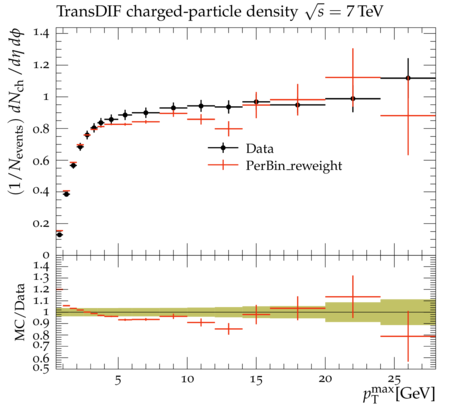 TransDIF charged-particle density √s = 7 TeV
(1/N_events) dN_ch/dη dϕ
1.4
1.2
1
0.8
0.6
0.4
0.2
0
Data
PerBin_reweight
MC/Data
1.4
1.3
1.2
1.1
1
0.9
0.8
0.7
0.6
0.5
5 10 15 20 25
p_T^max[GeV]